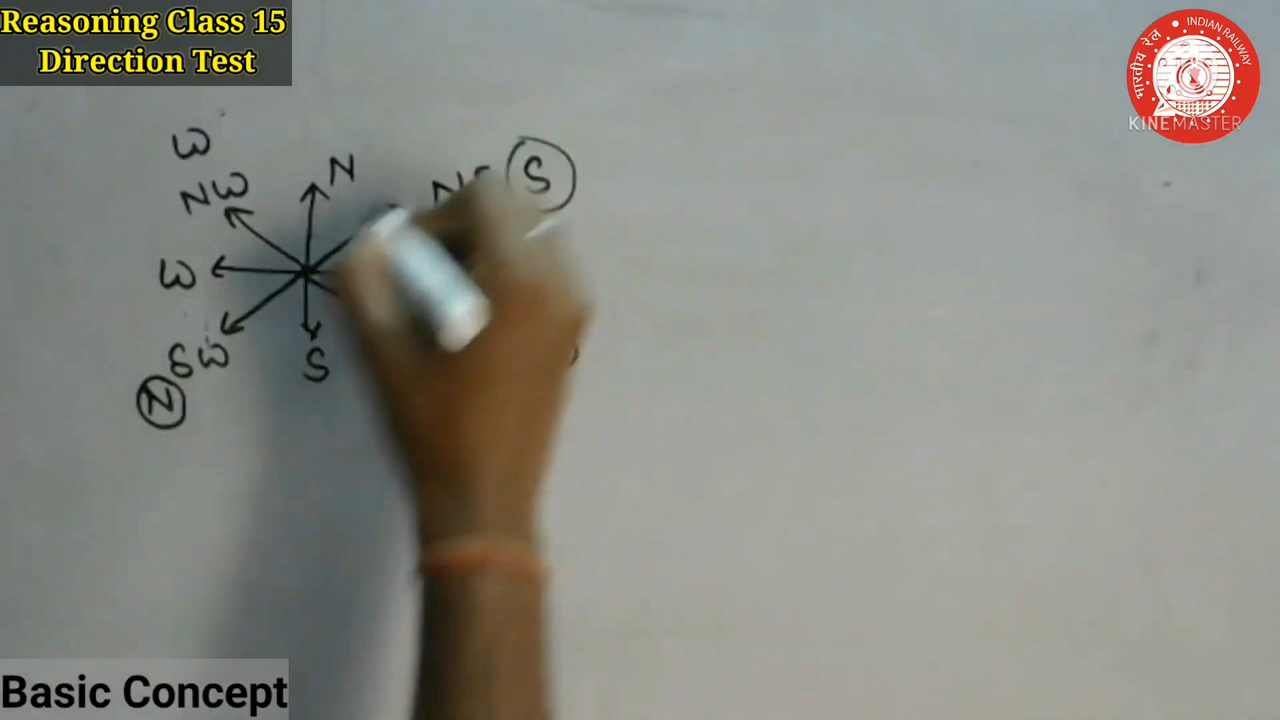 Reasoning Class 15
Direction Test
भारतीय रेल
INDIAN RAILWAY
KINEMASTER
W
N
S
NW
W
SW
S
N
Basic Concept